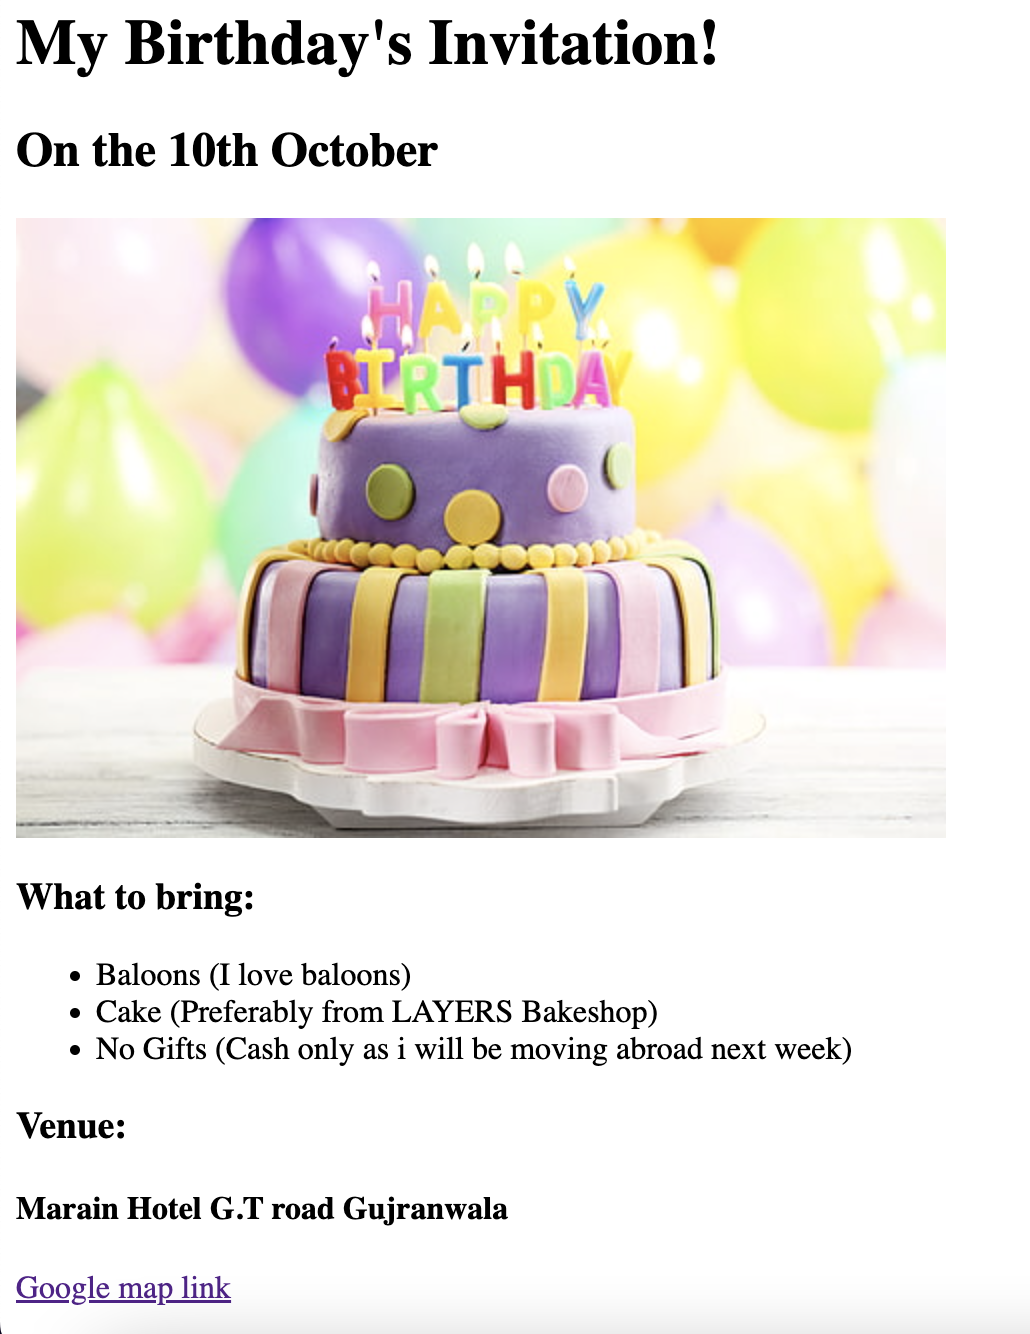 My Birthday's Invitation!
On the 10th October
HAPPY
BIRTHDAY
What to bring:
Baloons (I love baloons)
Cake (Preferably from LAYERS Bakeshop)
No Gifts (Cash only as i will be moving abroad next week)
Venue:
Marain Hotel G.T road Gujranwala
Google map link